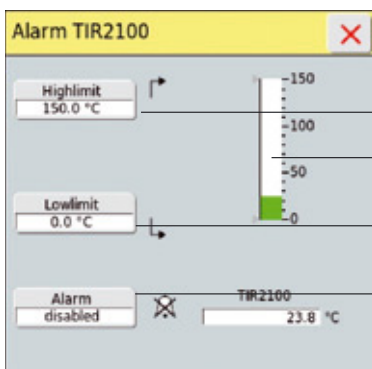 Alarm TIR2100
Highlimit
150.0 °C
150
100
50
0
Lowlimit
0.0 °C
Alarm
disabled
TIR2100
23.8 °C